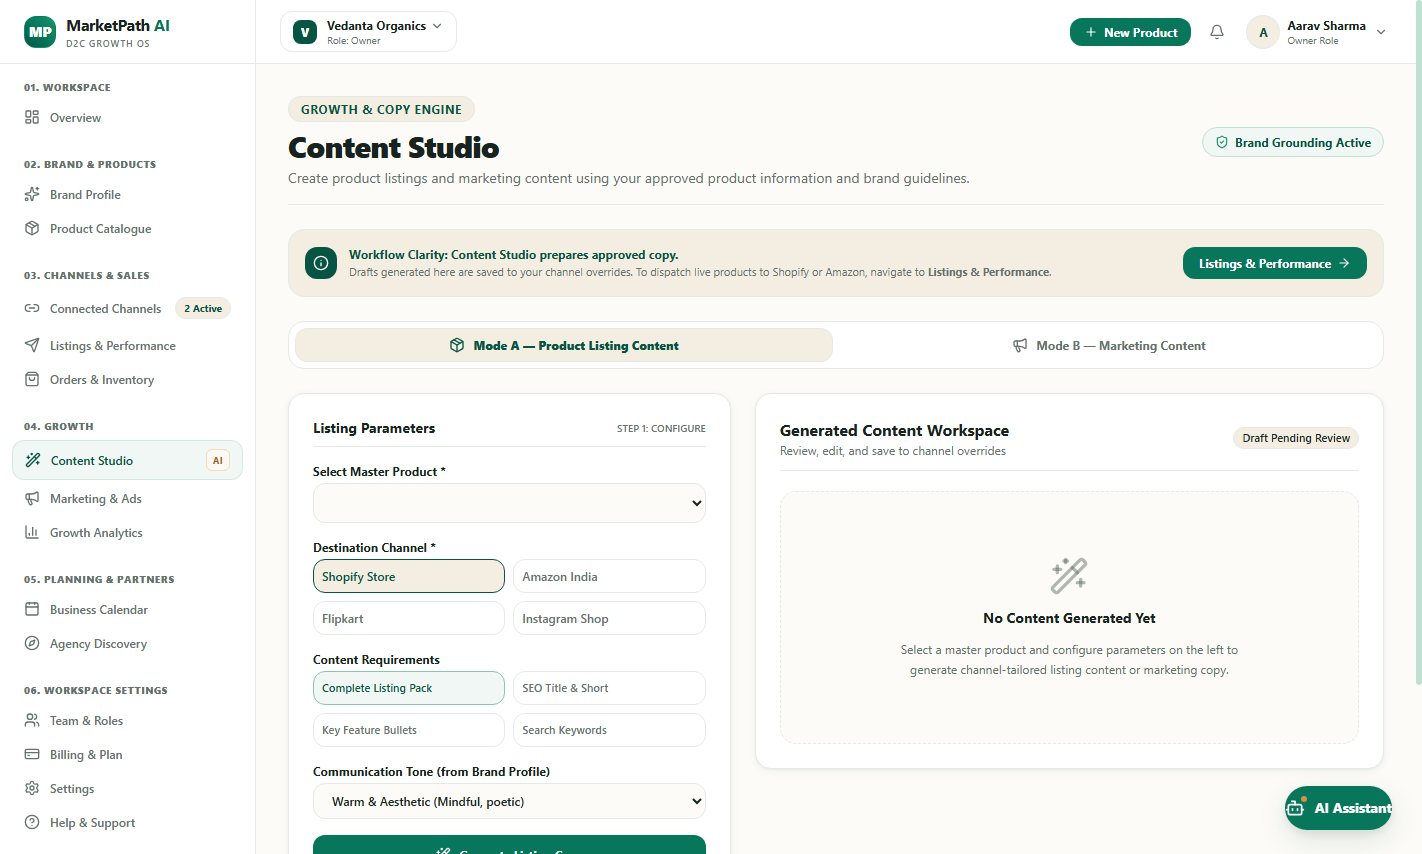 MP
MarketPath AI
D2C GROWTH OS
V
Vedanta Organics
Role: Owner
New Product
A
Aarav Sharma
Owner Role
01. WORKSPACE
Overview
02. BRAND & PRODUCTS
Brand Profile
Product Catalogue
03. CHANNELS & SALES
Connected Channels
2 Active
Listings & Performance
Orders & Inventory
04. GROWTH
Content Studio
AI
Marketing & Ads
Growth Analytics
05. PLANNING & PARTNERS
Business Calendar
Agency Discovery
06. WORKSPACE SETTINGS
Team & Roles
Billing & Plan
Settings
Help & Support
GROWTH & COPY ENGINE
Content Studio
Create product listings and marketing content using your approved product information and brand guidelines.
Brand Grounding Active
Workflow Clarity: Content Studio prepares approved copy.
Drafts generated here are saved to your channel overrides. To dispatch live products to Shopify or Amazon, navigate to Listings & Performance.
Listings & Performance
Mode A — Product Listing Content
Mode B — Marketing Content
Listing Parameters
STEP 1: CONFIGURE
Select Master Product *
Destination Channel *
Shopify Store
Amazon India
Flipkart
Instagram Shop
Content Requirements
Complete Listing Pack
SEO Title & Short
Key Feature Bullets
Search Keywords
Communication Tone (from Brand Profile)
Warm & Aesthetic (Mindful, poetic)
Generated Content Workspace
Review, edit, and save to channel overrides
Draft Pending Review
No Content Generated Yet
Select a master product and configure parameters on the left to
generate channel-tailored listing content or marketing copy.
AI Assistant